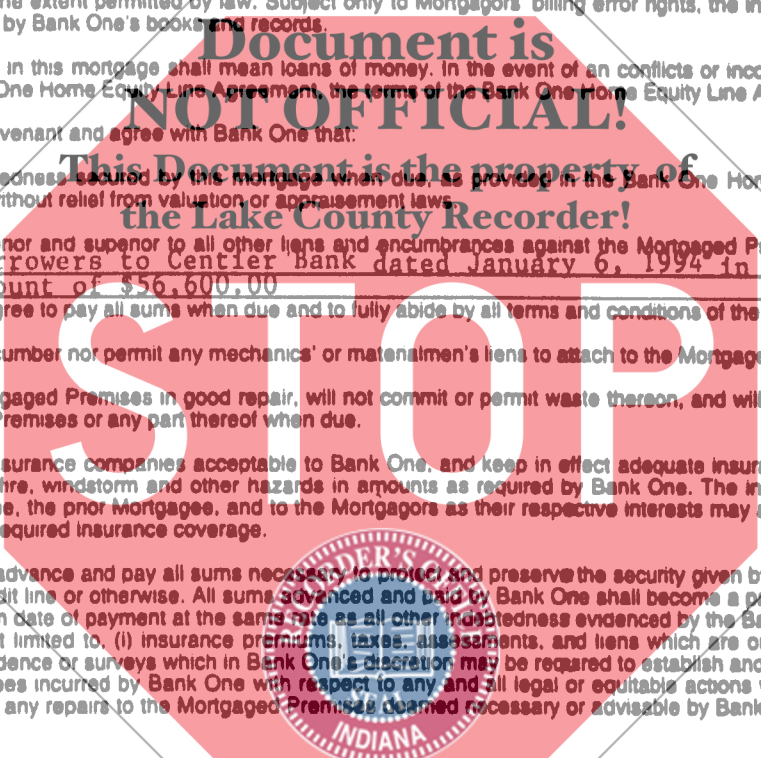 the extent permitted by law. Subject only to Mortgagors' billing error rights, the in
by Bank One's books and records.
Document is
in this mortgage shall mean loans of money. In the event of an conflicts or inco
One Home Equity Line Agreement, the terms of the Bank One Home Equity Line A
NOT OFFICIAL!
venant and agree with Bank One that:
This Document is the property of
edness secured by this mortgage when due, as provided in the Bank One Hom
ithout relief from valuation or appraisement laws.
the Lake County Recorder!
nor and superior to all other liens and encumbrances against the Mortgaged P
rrowers to Centier Bank dated January 6, 1994 in
ount of $56,600.00
ree to pay all sums when due and to fully abide by all terms and conditions of the
STOP
cumber nor permit any mechanics' or materialmen's liens to attach to the Mortgage
gaged Premises in good repair, will not commit or permit waste thereon, and will
Premises or any part thereof when due.
surance companies acceptable to Bank One, and keep in effect adequate insur
fire, windstorm and other hazards in amounts as required by Bank One. The in
e, the prior Mortgagee, and to the Mortgagors as their respective interests may a
equired insurance coverage.
advance and pay all sums necessary to protect and preserve the security given b
dit line or otherwise. All sums advanced and paid by Bank One shall become a pa
n date of payment at the same rate as all other indebtedness evidenced by the Ba
t limited to, (i) insurance premiums, taxes, assessments, and liens which are o
dence or surveys which in Bank One's discretion may be required to establish and
ees incurred by Bank One with respect to any and all legal or equitable actions
any repairs to the Mortgaged Premises deemed necessary or advisable by Bank
RECORDER'S OFFICE
INDIANA